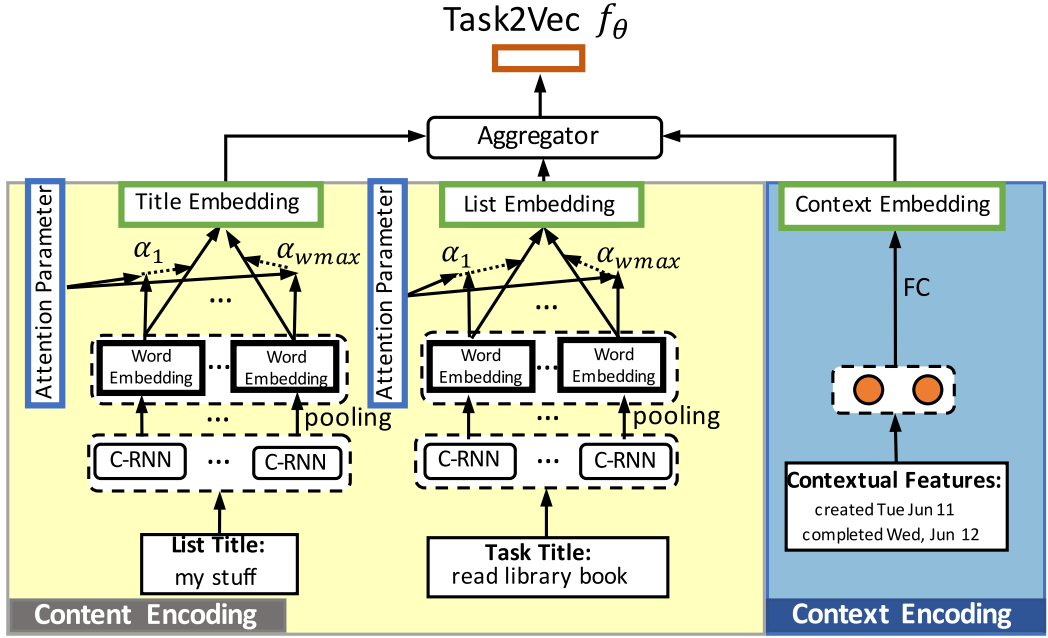 Task2Vec fθ
Aggregator
Attention Parameter
Title Embedding
α1
αwmax
...
Word
Embedding
...
Word
Embedding
...
pooling
C-RNN
...
C-RNN
List Title:
my stuff
Attention Parameter
List Embedding
α1
αwmax
...
Word
Embedding
...
Word
Embedding
...
pooling
C-RNN
...
C-RNN
Task Title:
read library book
Content Encoding
Context Embedding
FC
Contextual Features:
created Tue Jun 11
completed Wed, Jun 12
Context Encoding